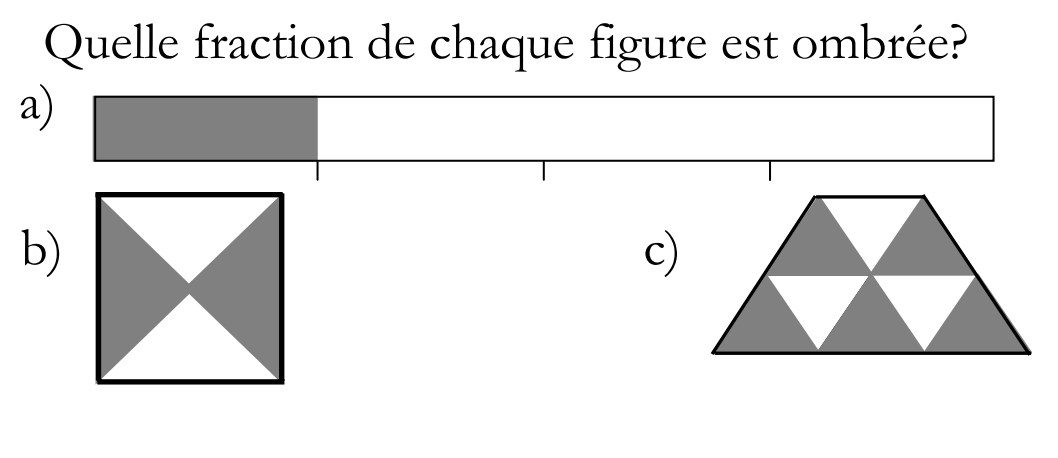 Quelle fraction de chaque figure est ombrée?
a)
b)
c)